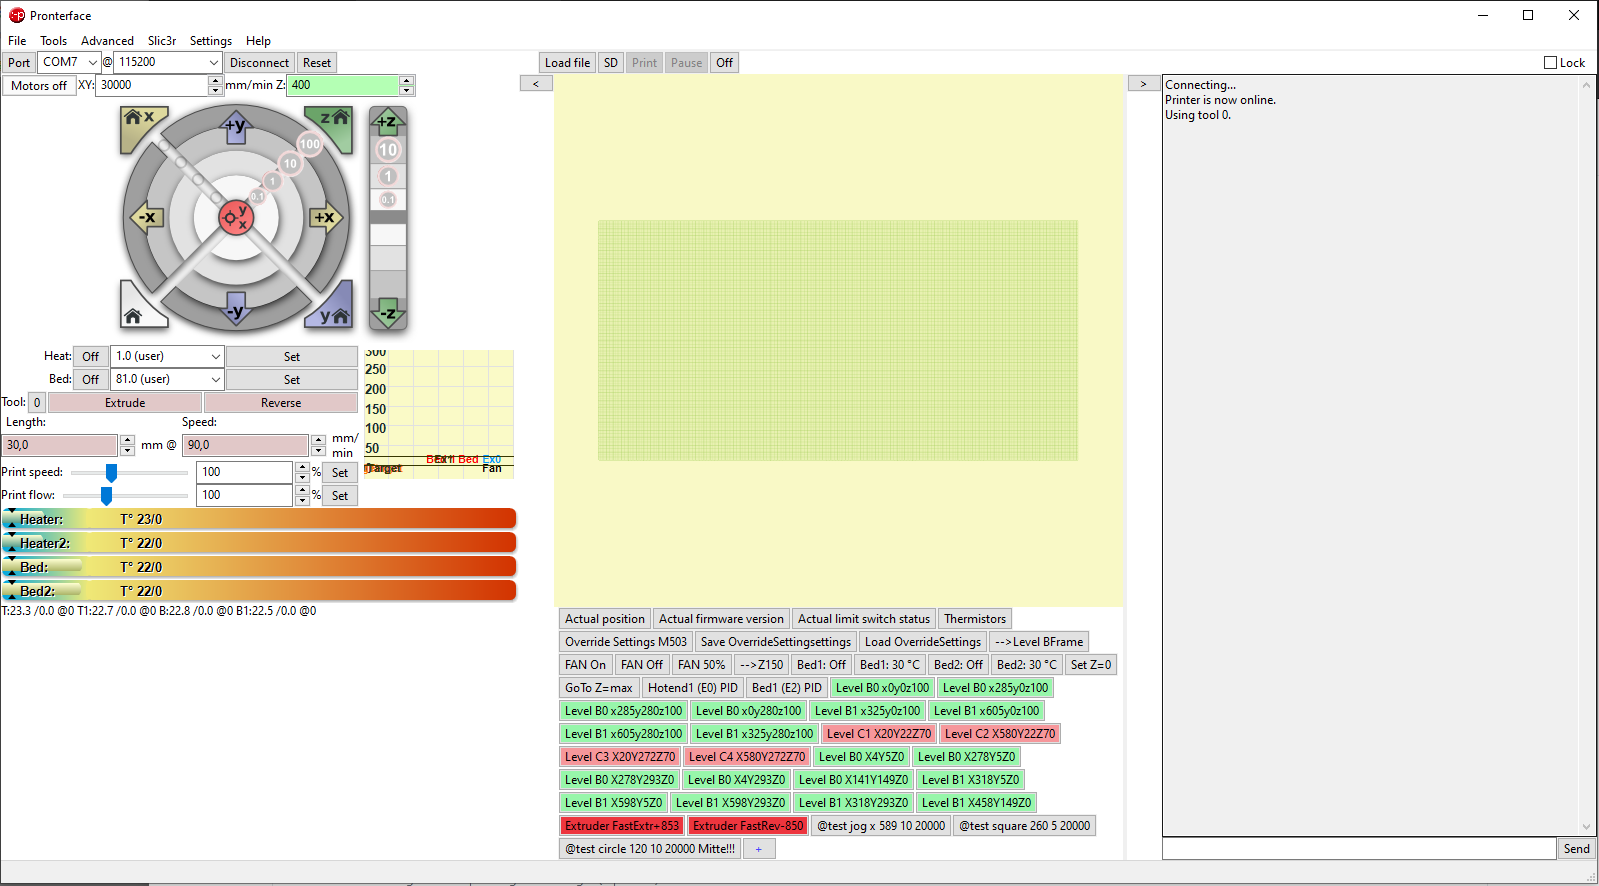 Pronterface
File Tools Advanced Slic3r Settings Help
Port COM7 @ 115200 Disconnect Reset Load file SD Print Pause Off Lock
Motors off XY: 30000 mm/min Z: 400 < >
Connecting...
Printer is now online.
Using tool 0.
x z
+y
100
10
1
0.1
-x y x +x
-y
y
+z
10
1
0.1
-z
Heat: Off 1.0 (user) Set
Bed: Off 81.0 (user) Set
Tool: 0 Extrude Reverse
Length: Speed:
30,0 mm @ 90,0 mm/
min
Print speed: 100 % Set
Print flow: 100 % Set
300
250
200
150
100
50
Bed Ex1 Bed Ex0
Target Fan
Heater: T° 23/0
Heater2: T° 22/0
Bed: T° 22/0
Bed2: T° 22/0
T:23.3 /0.0 @0 T1:22.7 /0.0 @0 B:22.8 /0.0 @0 B1:22.5 /0.0 @0
Actual position Actual firmware version Actual limit switch status Thermistors
Override Settings M503 Save OverrideSettingsettings Load OverrideSettings -->Level BFrame
FAN On FAN Off FAN 50% -->Z150 Bed1: Off Bed1: 30 °C Bed2: Off Bed2: 30 °C Set Z=0
GoTo Z=max Hotend1 (E0) PID Bed1 (E2) PID Level B0 x0y0z100 Level B0 x285y0z100
Level B0 x285y280z100 Level B0 x0y280z100 Level B1 x325y0z100 Level B1 x605y0z100
Level B1 x605y280z100 Level B1 x325y280z100 Level C1 X20Y22Z70 Level C2 X580Y22Z70
Level C3 X20Y272Z70 Level C4 X580Y272Z70 Level B0 X4Y5Z0 Level B0 X278Y5Z0
Level B0 X278Y293Z0 Level B0 X4Y293Z0 Level B0 X141Y149Z0 Level B1 X318Y5Z0
Level B1 X598Y5Z0 Level B1 X598Y293Z0 Level B1 X318Y293Z0 Level B1 X458Y149Z0
Extruder FastExtr+853 Extruder FastRev-850 @test jog x 589 10 20000 @test square 260 5 20000
@test circle 120 10 20000 Mitte!!! +
Send